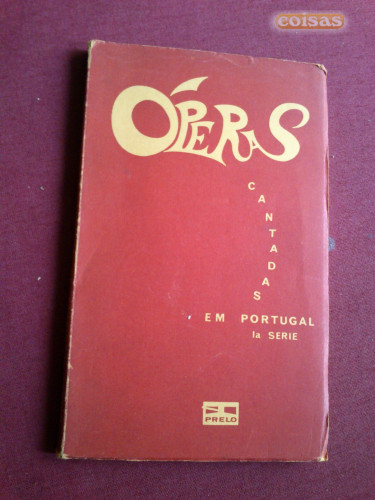 coisas
ÓPERAS
CANTADAS
EM PORTUGAL
1a SERIE
PRELO